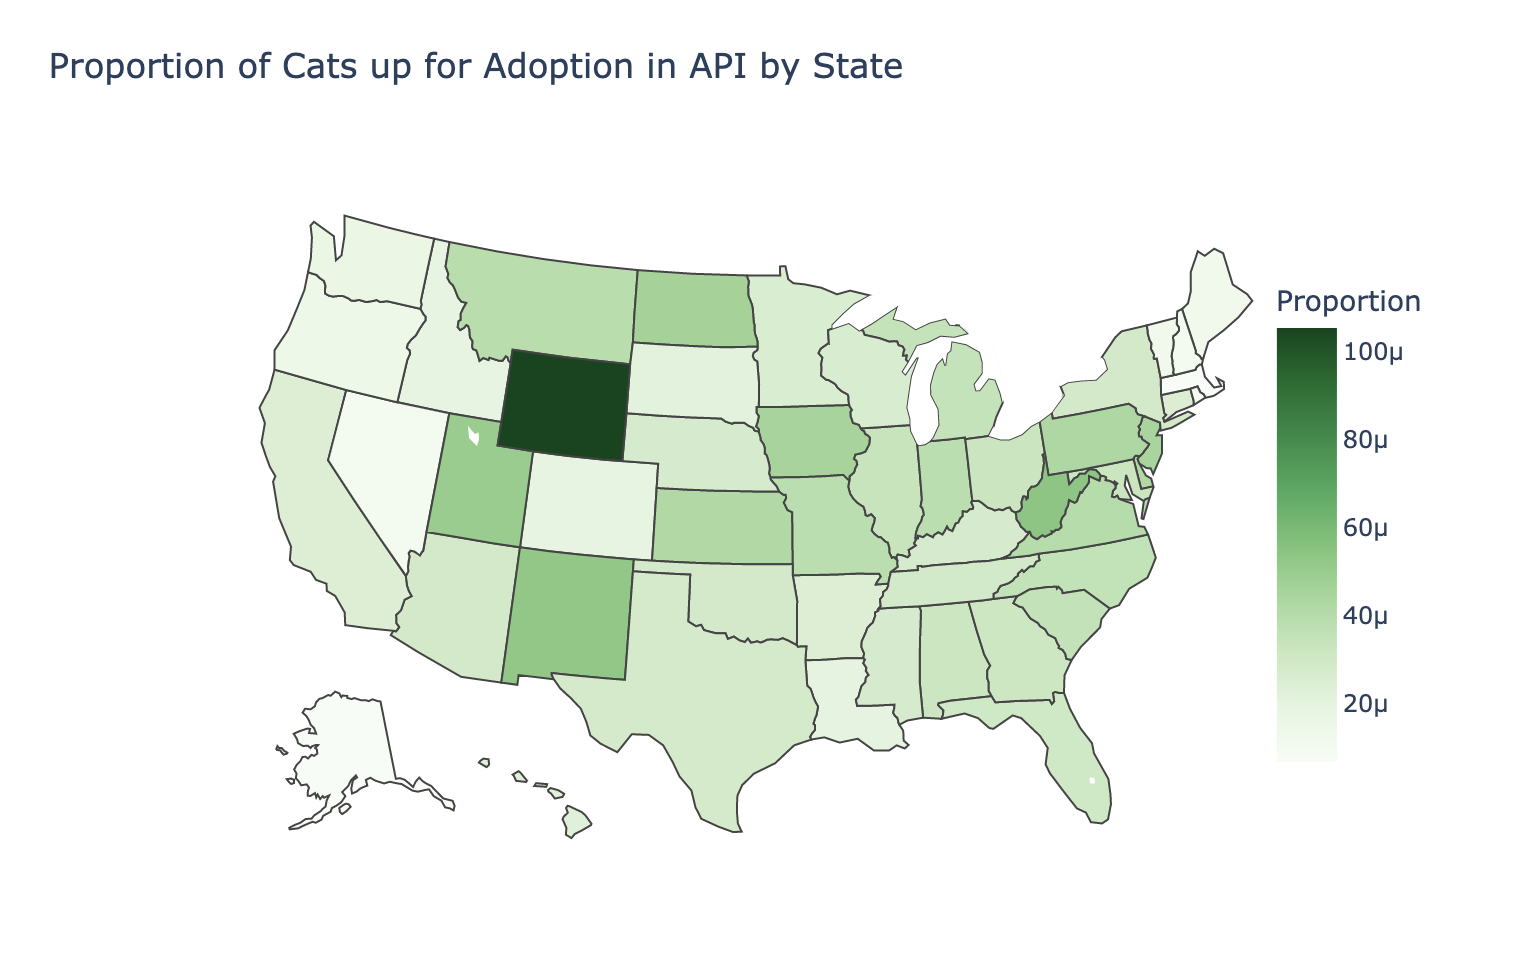 Proportion of Cats up for Adoption in API by State
Proportion
100μ
80μ
60μ
40μ
20μ